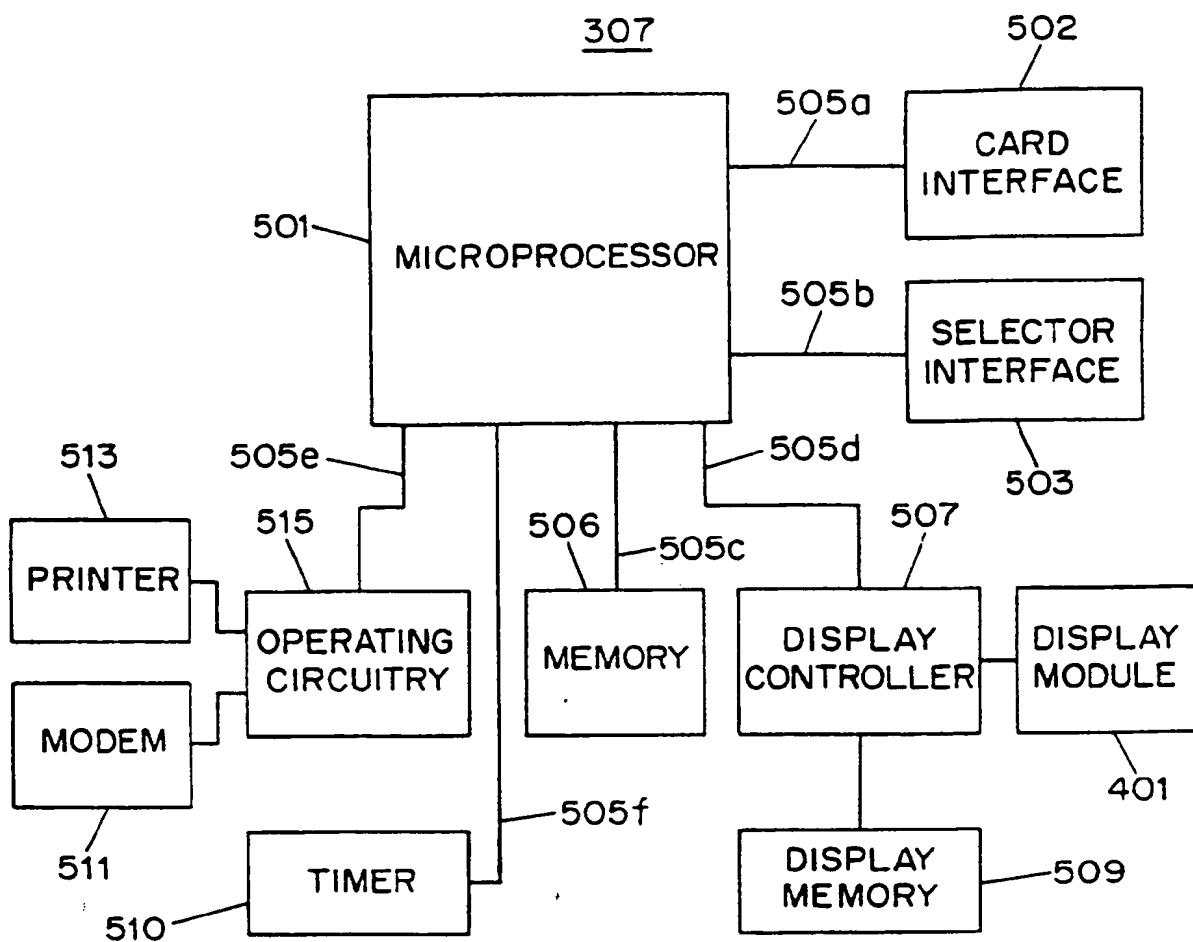 307
502
505a
CARD
INTERFACE
501
MICROPROCESSOR
505b
SELECTOR
INTERFACE
503
513
505e
505d
515
506
505c
507
PRINTER
OPERATING
CIRCUITRY
MEMORY
DISPLAY
CONTROLLER
DISPLAY
MODULE
MODEM
401
511
505f
TIMER
510
DISPLAY
MEMORY
509